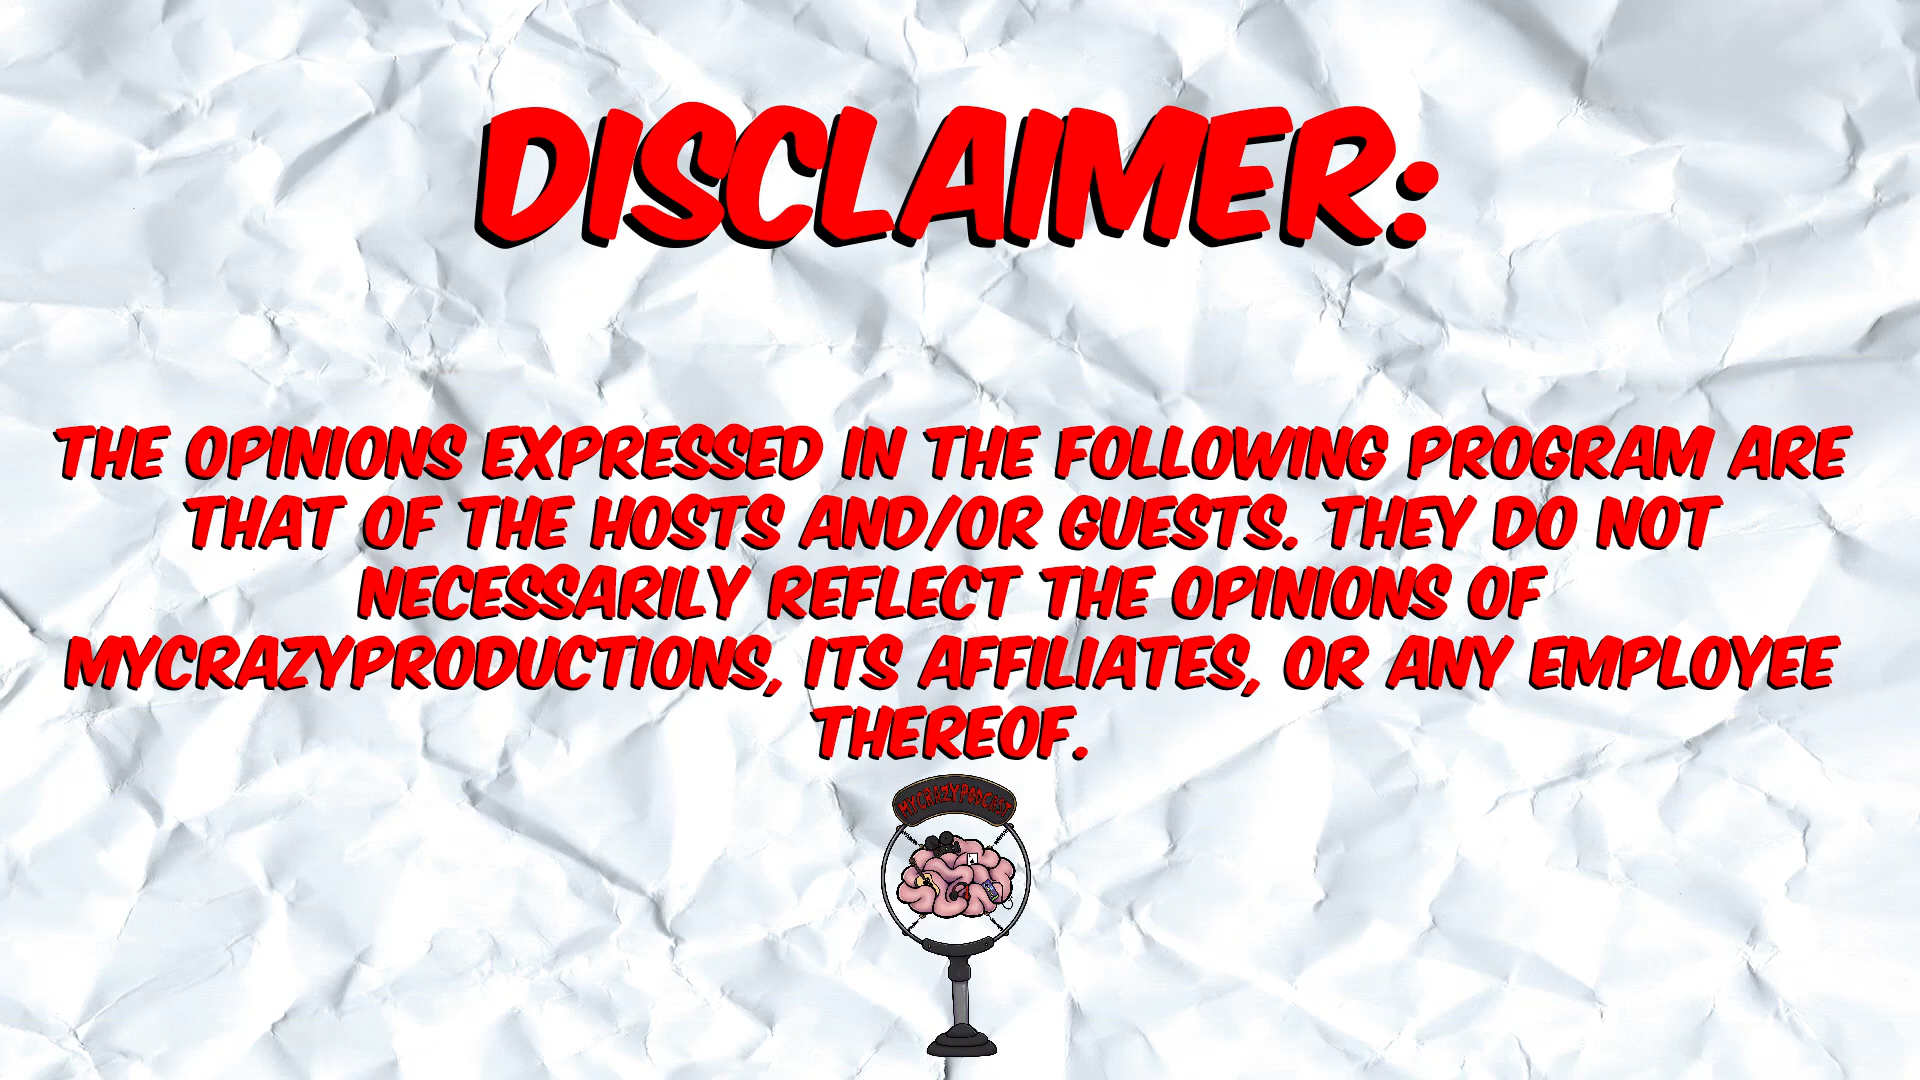 DISCLAIMER:
THE OPINIONS EXPRESSED IN THE FOLLOWING PROGRAM ARE
THAT OF THE HOSTS AND/OR GUESTS. THEY DO NOT
NECESSARILY REFLECT THE OPINIONS OF
MYCRAZYPRODUCTIONS, ITS AFFILIATES, OR ANY EMPLOYEE
THEREOF.
MYCRAZYPODCAST